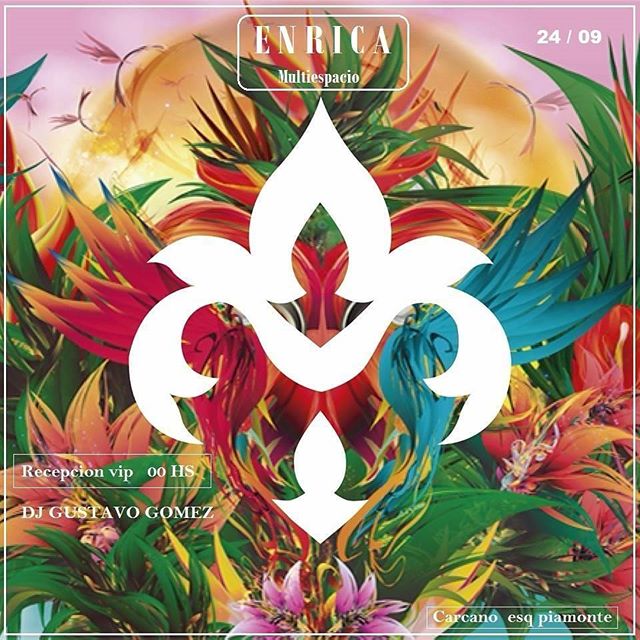 ENRICA
Multiespacio
24 / 09
Recepcion vip 00 HS.
DJ GUSTAVO GOMEZ
Carcano esq piamonte